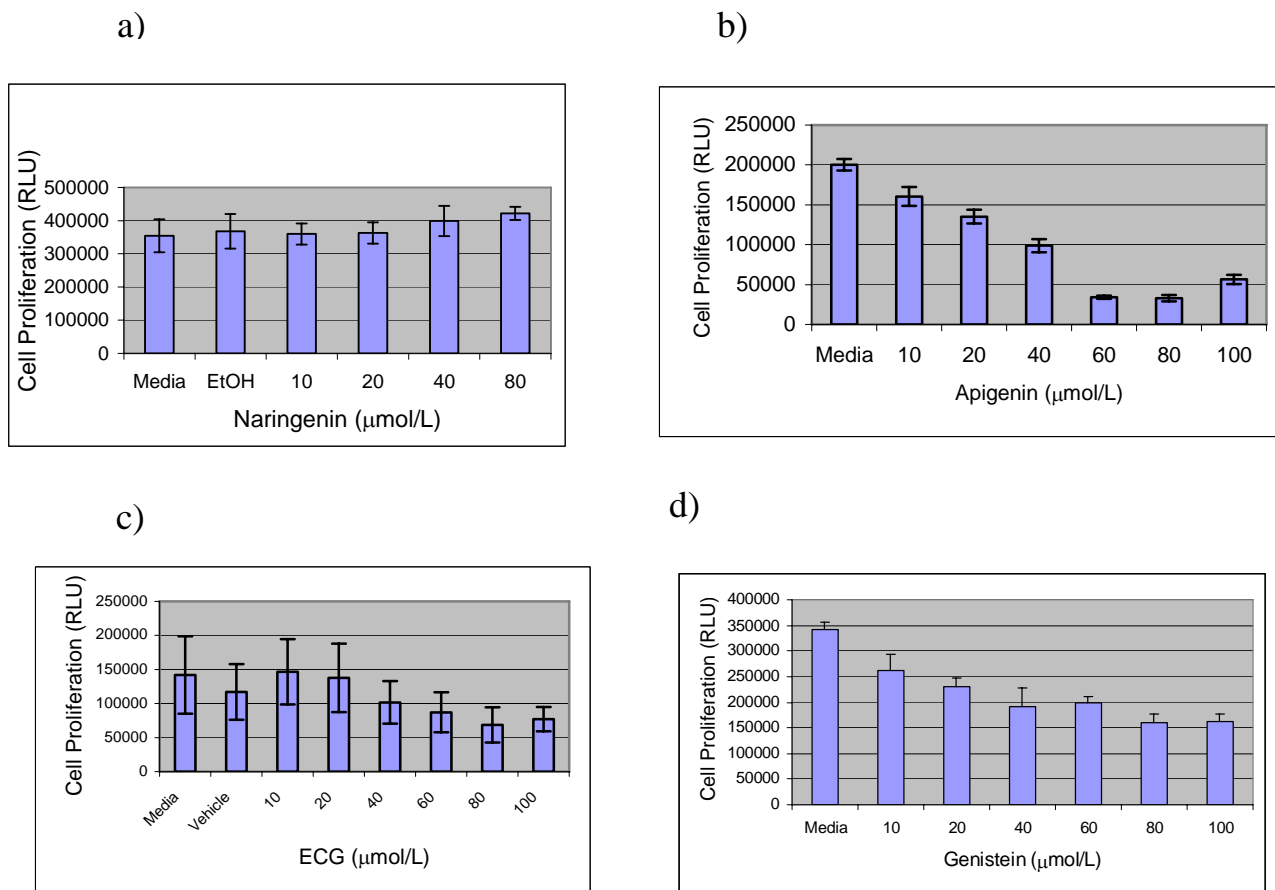 a)
Cell Proliferation (RLU)
500000
400000
300000
200000
100000
0
Media EtOH 10 20 40 80
Naringenin (μmol/L)
b)
Cell Proliferation (RLU)
250000
200000
150000
100000
50000
0
Media 10 20 40 60 80 100
Apigenin (μmol/L)
c)
Cell Proliferation (RLU)
250000
200000
150000
100000
50000
0
Media Vehicle 10 20 40 60 80 100
ECG (μmol/L)
d)
Cell Proliferation (RLU)
400000
350000
300000
250000
200000
150000
100000
50000
0
Media 10 20 40 60 80 100
Genistein (μmol/L)